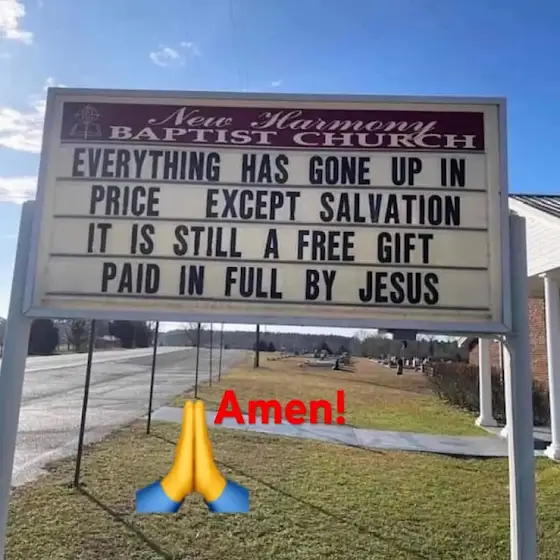 New Harmony
BAPTIST CHURCH
EVERYTHING HAS GONE UP IN
PRICE EXCEPT SALVATION
IT IS STILL A FREE GIFT
PAID IN FULL BY JESUS
Amen!